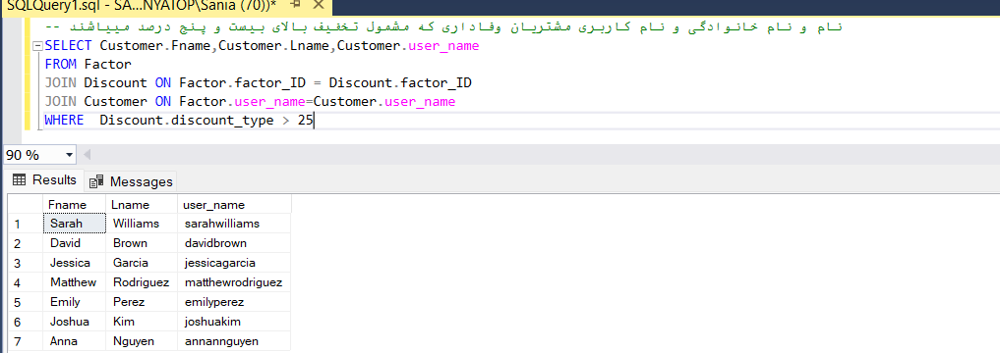 SQLQuery1.sql - SA...NYATOP\Sania (70))*
-- نام و نام خانوادگی و نام کاربری مشتریان وفاداری که مشمول تخفیف بالای بیست و پنج درصد میباشند
SELECT Customer.Fname,Customer.Lname,Customer.user_name
FROM Factor
JOIN Discount ON Factor.factor_ID = Discount.factor_ID
JOIN Customer ON Factor.user_name=Customer.user_name
WHERE  Discount.discount_type > 25
90 %
Results Messages
Fname Lname user_name
1 Sarah Williams sarahwilliams
2 David Brown davidbrown
3 Jessica Garcia jessicagarcia
4 Matthew Rodriguez matthewrodriguez
5 Emily Perez emilyperez
6 Joshua Kim joshuakim
7 Anna Nguyen annannguyen